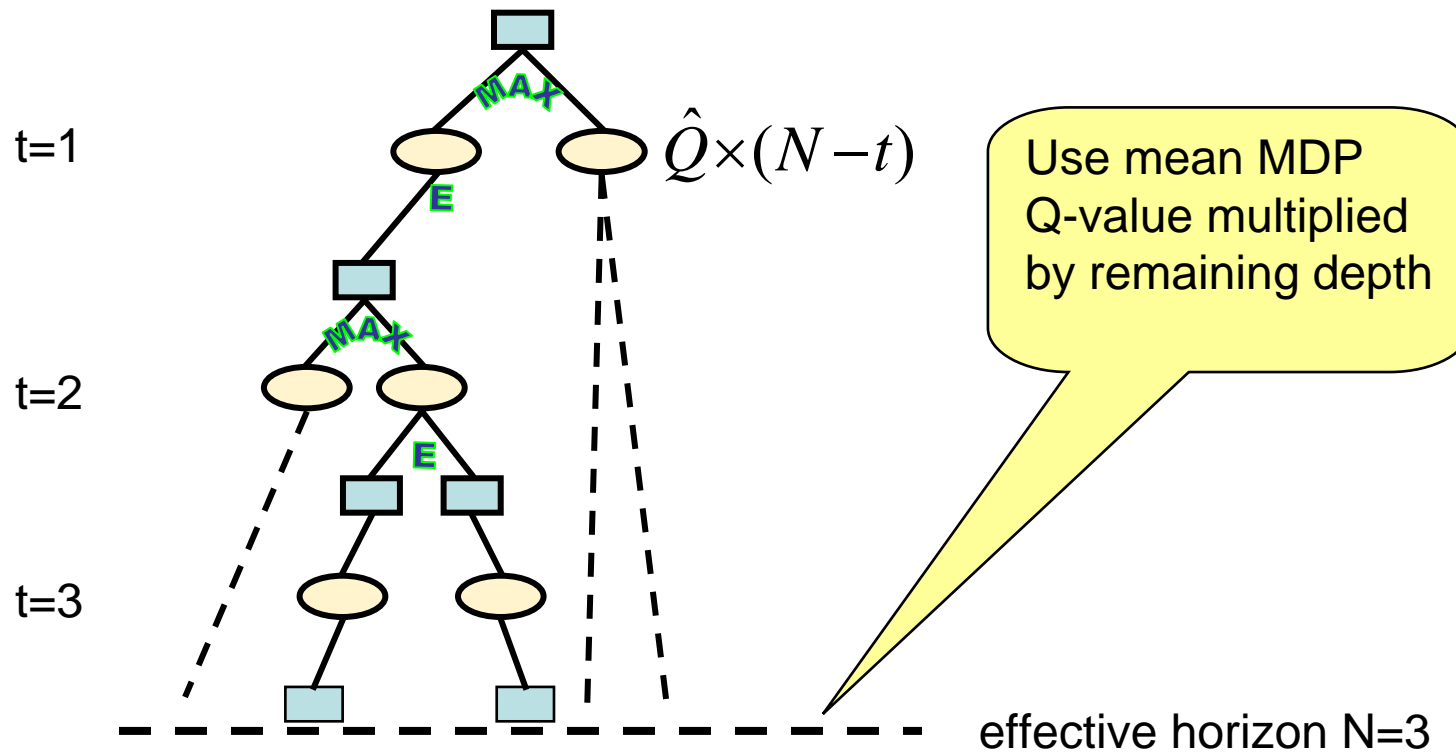 MAX
t=1
Q̂×(N−t)
Use mean MDP
Q-value multiplied
by remaining depth
E
MAX
t=2
E
t=3
effective horizon N=3